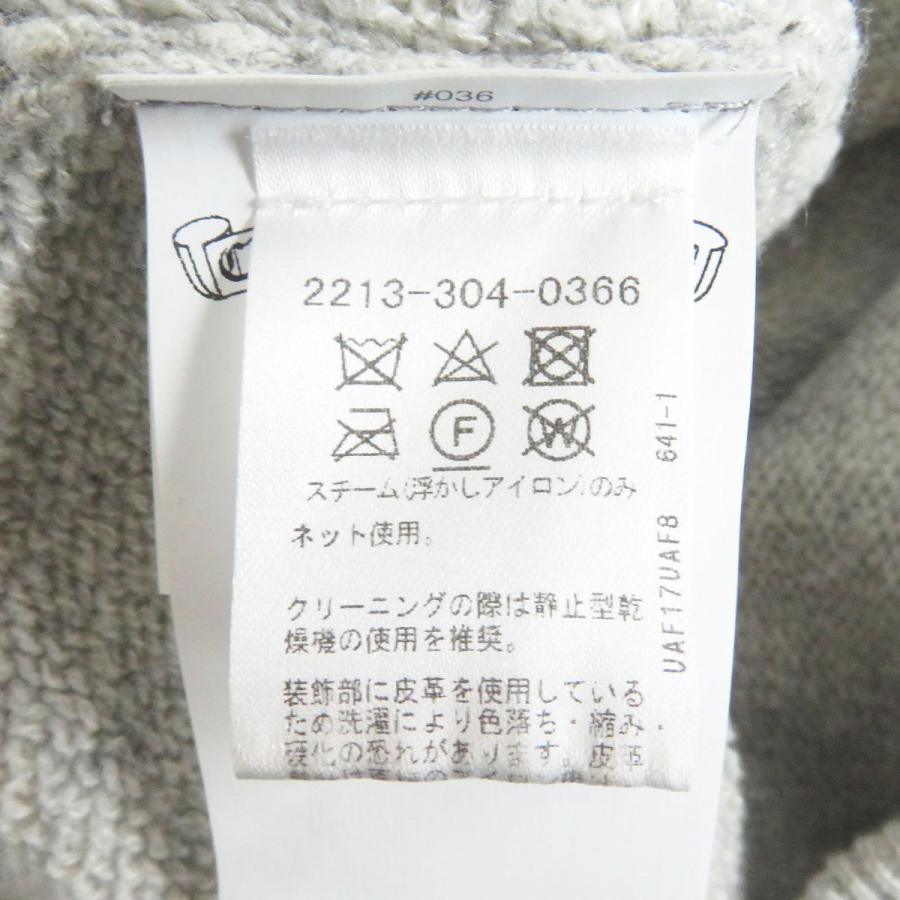 #036
2213-304-0366
F
W
スチーム(浮かしアイロン)のみ
ネット使用。
クリーニングの際は静止型乾
燥機の使用を推奨。
装飾部に皮革を使用している
ため洗濯により色落ち・縮み・
硬化の恐れがあります。皮革
UAF17UAF8 641-1